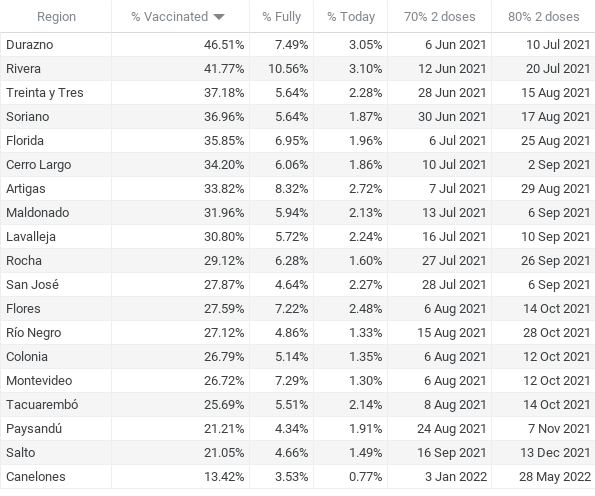 Region % Vaccinated % Fully % Today 70% 2 doses 80% 2 doses
Durazno 46.51% 7.49% 3.05% 6 Jun 2021 10 Jul 2021
Rivera 41.77% 10.56% 3.10% 12 Jun 2021 20 Jul 2021
Treinta y Tres 37.18% 5.64% 2.28% 28 Jun 2021 15 Aug 2021
Soriano 36.96% 5.64% 1.87% 30 Jun 2021 17 Aug 2021
Florida 35.85% 6.95% 1.96% 6 Jul 2021 25 Aug 2021
Cerro Largo 34.20% 6.06% 1.86% 10 Jul 2021 2 Sep 2021
Artigas 33.82% 8.32% 2.72% 7 Jul 2021 29 Aug 2021
Maldonado 31.96% 5.94% 2.13% 13 Jul 2021 6 Sep 2021
Lavalleja 30.80% 5.72% 2.24% 16 Jul 2021 10 Sep 2021
Rocha 29.12% 6.28% 1.60% 27 Jul 2021 26 Sep 2021
San José 27.87% 4.64% 2.27% 28 Jul 2021 6 Sep 2021
Flores 27.59% 7.22% 2.48% 6 Aug 2021 14 Oct 2021
Río Negro 27.12% 4.86% 1.33% 15 Aug 2021 28 Oct 2021
Colonia 26.79% 5.14% 1.35% 6 Aug 2021 12 Oct 2021
Montevideo 26.72% 7.29% 1.30% 6 Aug 2021 12 Oct 2021
Tacuarembó 25.69% 5.51% 2.14% 8 Aug 2021 14 Oct 2021
Paysandú 21.21% 4.34% 1.91% 24 Aug 2021 7 Nov 2021
Salto 21.05% 4.66% 1.49% 16 Sep 2021 13 Dec 2021
Canelones 13.42% 3.53% 0.77% 3 Jan 2022 28 May 2022